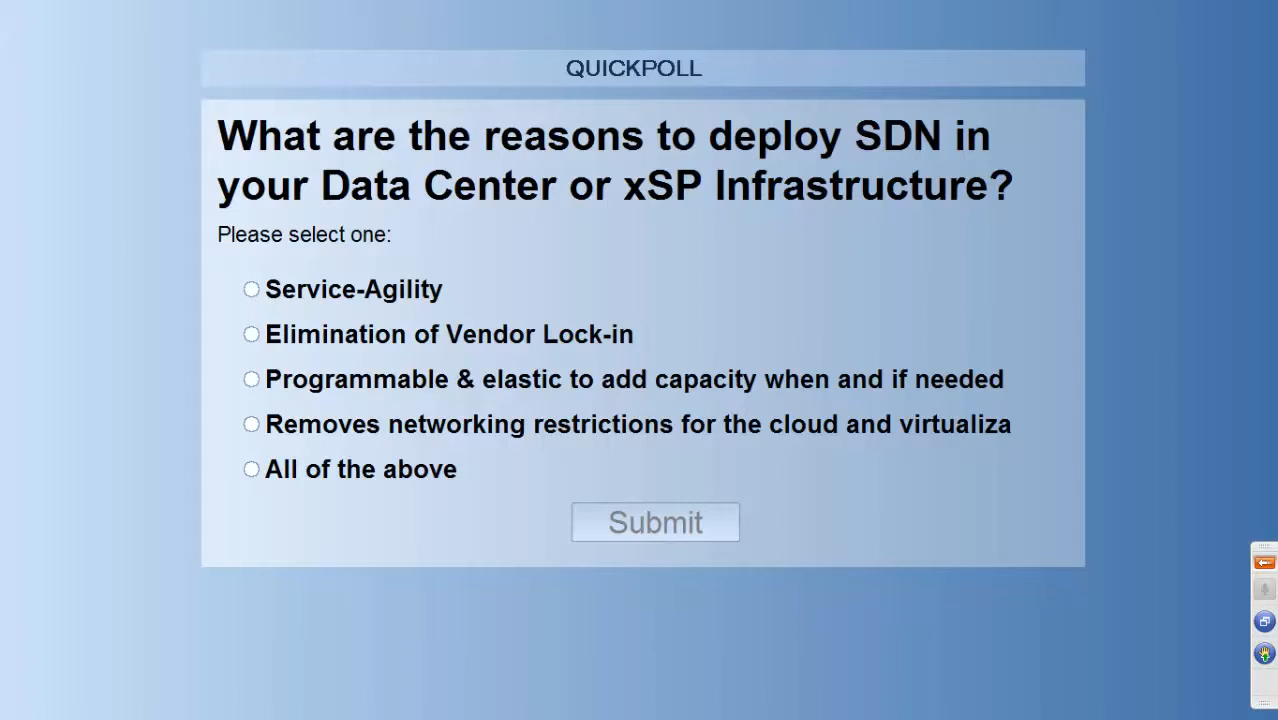 QUICKPOLL
What are the reasons to deploy SDN in
your Data Center or xSP Infrastructure?
Please select one:
Service-Agility
Elimination of Vendor Lock-in
Programmable & elastic to add capacity when and if needed
Removes networking restrictions for the cloud and virtualiza
All of the above
Submit